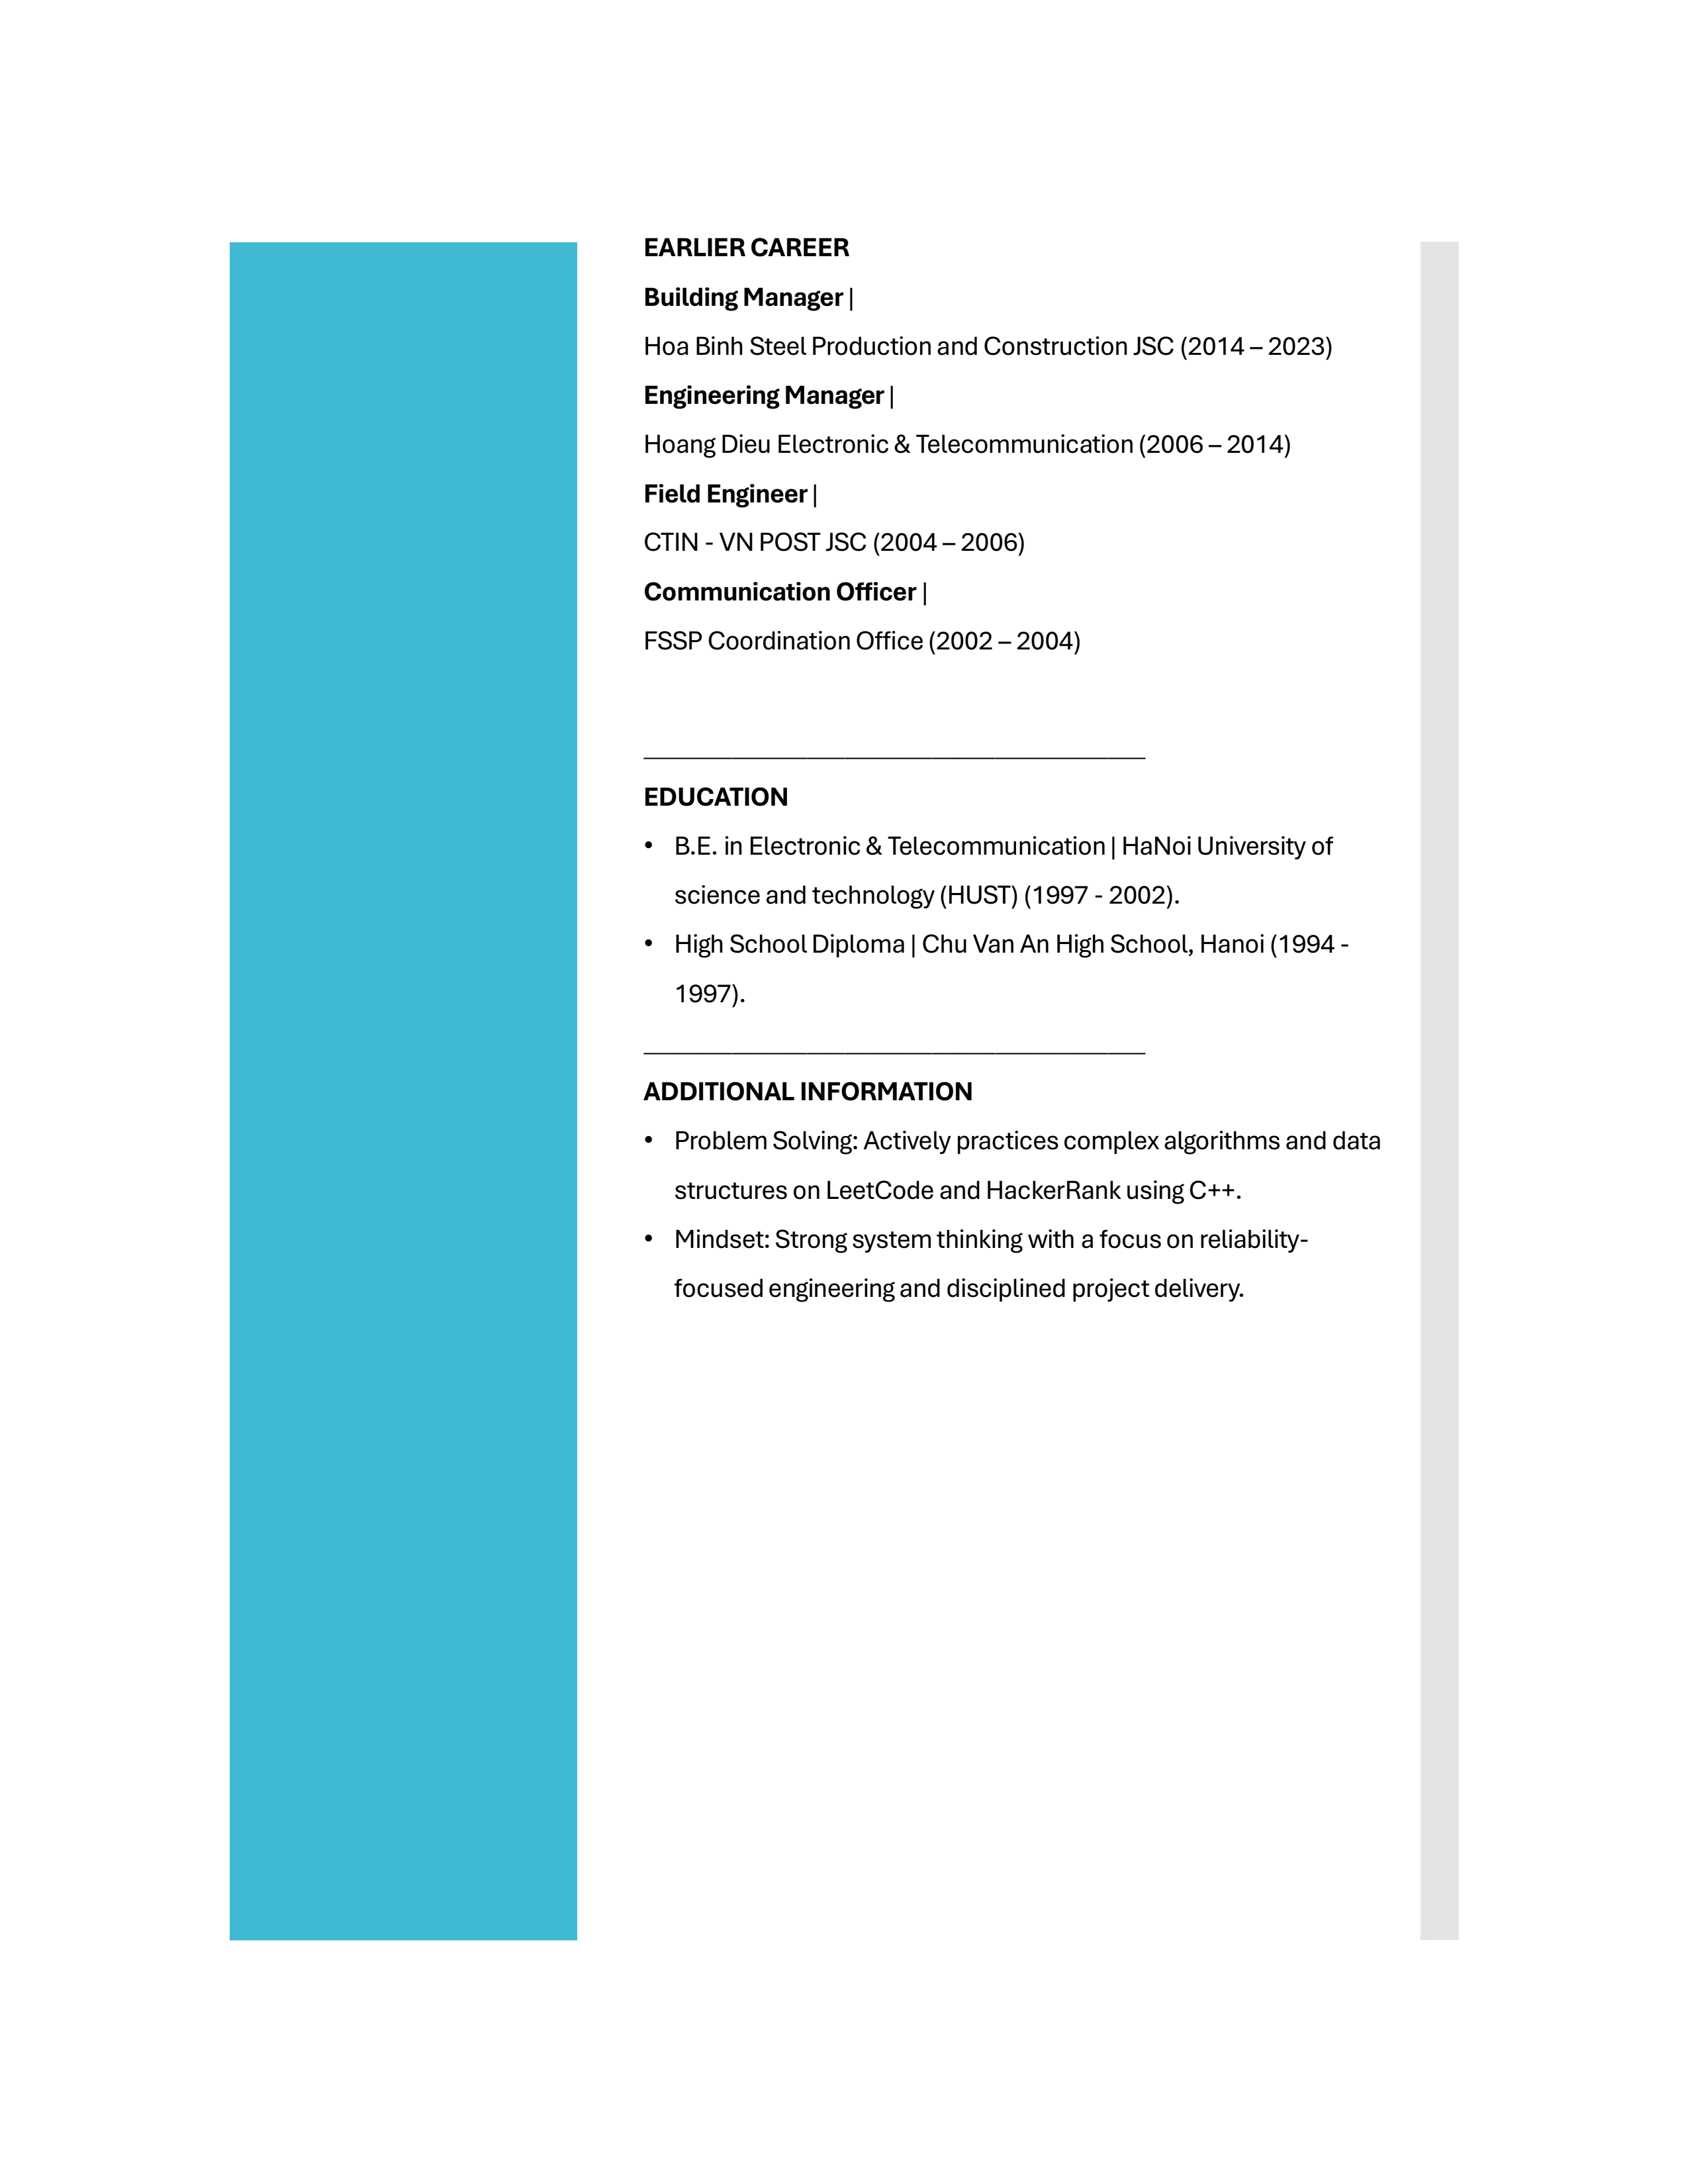 EARLIER CAREER
Building Manager |
Hoa Binh Steel Production and Construction JSC (2014 – 2023)
Engineering Manager |
Hoang Dieu Electronic & Telecommunication (2006 – 2014)
Field Engineer |
CTIN - VN POST JSC (2004 – 2006)
Communication Officer |
FSSP Coordination Office (2002 – 2004)
EDUCATION
• B.E. in Electronic & Telecommunication | HaNoi University of
science and technology (HUST) (1997 - 2002).
• High School Diploma | Chu Van An High School, Hanoi (1994 -
1997).
ADDITIONAL INFORMATION
• Problem Solving: Actively practices complex algorithms and data
structures on LeetCode and HackerRank using C++.
• Mindset: Strong system thinking with a focus on reliability-
focused engineering and disciplined project delivery.